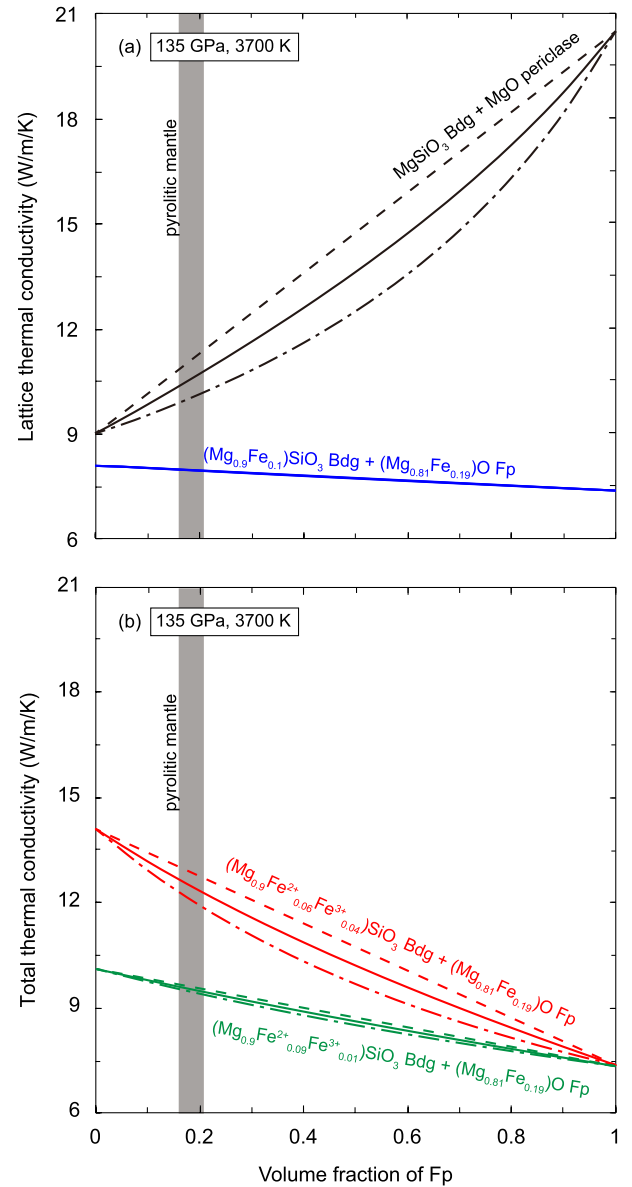 21
18
15
12
9
6
Lattice thermal conductivity (W/m/K)
(a) 135 GPa, 3700 K
pyrolitic mantle
MgSiO₃ Bdg + MgO periclase
(Mg₀.₉Fe₀.₁)SiO₃ Bdg + (Mg₀.₈₁Fe₀.₁₉)O Fp
21
18
15
12
9
6
Total thermal conductivity (W/m/K)
(b) 135 GPa, 3700 K
pyrolitic mantle
(Mg₀.₉Fe²⁺₀.₀₆Fe³⁺₀.₀₄)SiO₃ Bdg + (Mg₀.₈₁Fe₀.₁₉)O Fp
(Mg₀.₉Fe²⁺₀.₀₉Fe³⁺₀.₀₁)SiO₃ Bdg + (Mg₀.₈₁Fe₀.₁₉)O Fp
0 0.2 0.4 0.6 0.8 1
Volume fraction of Fp